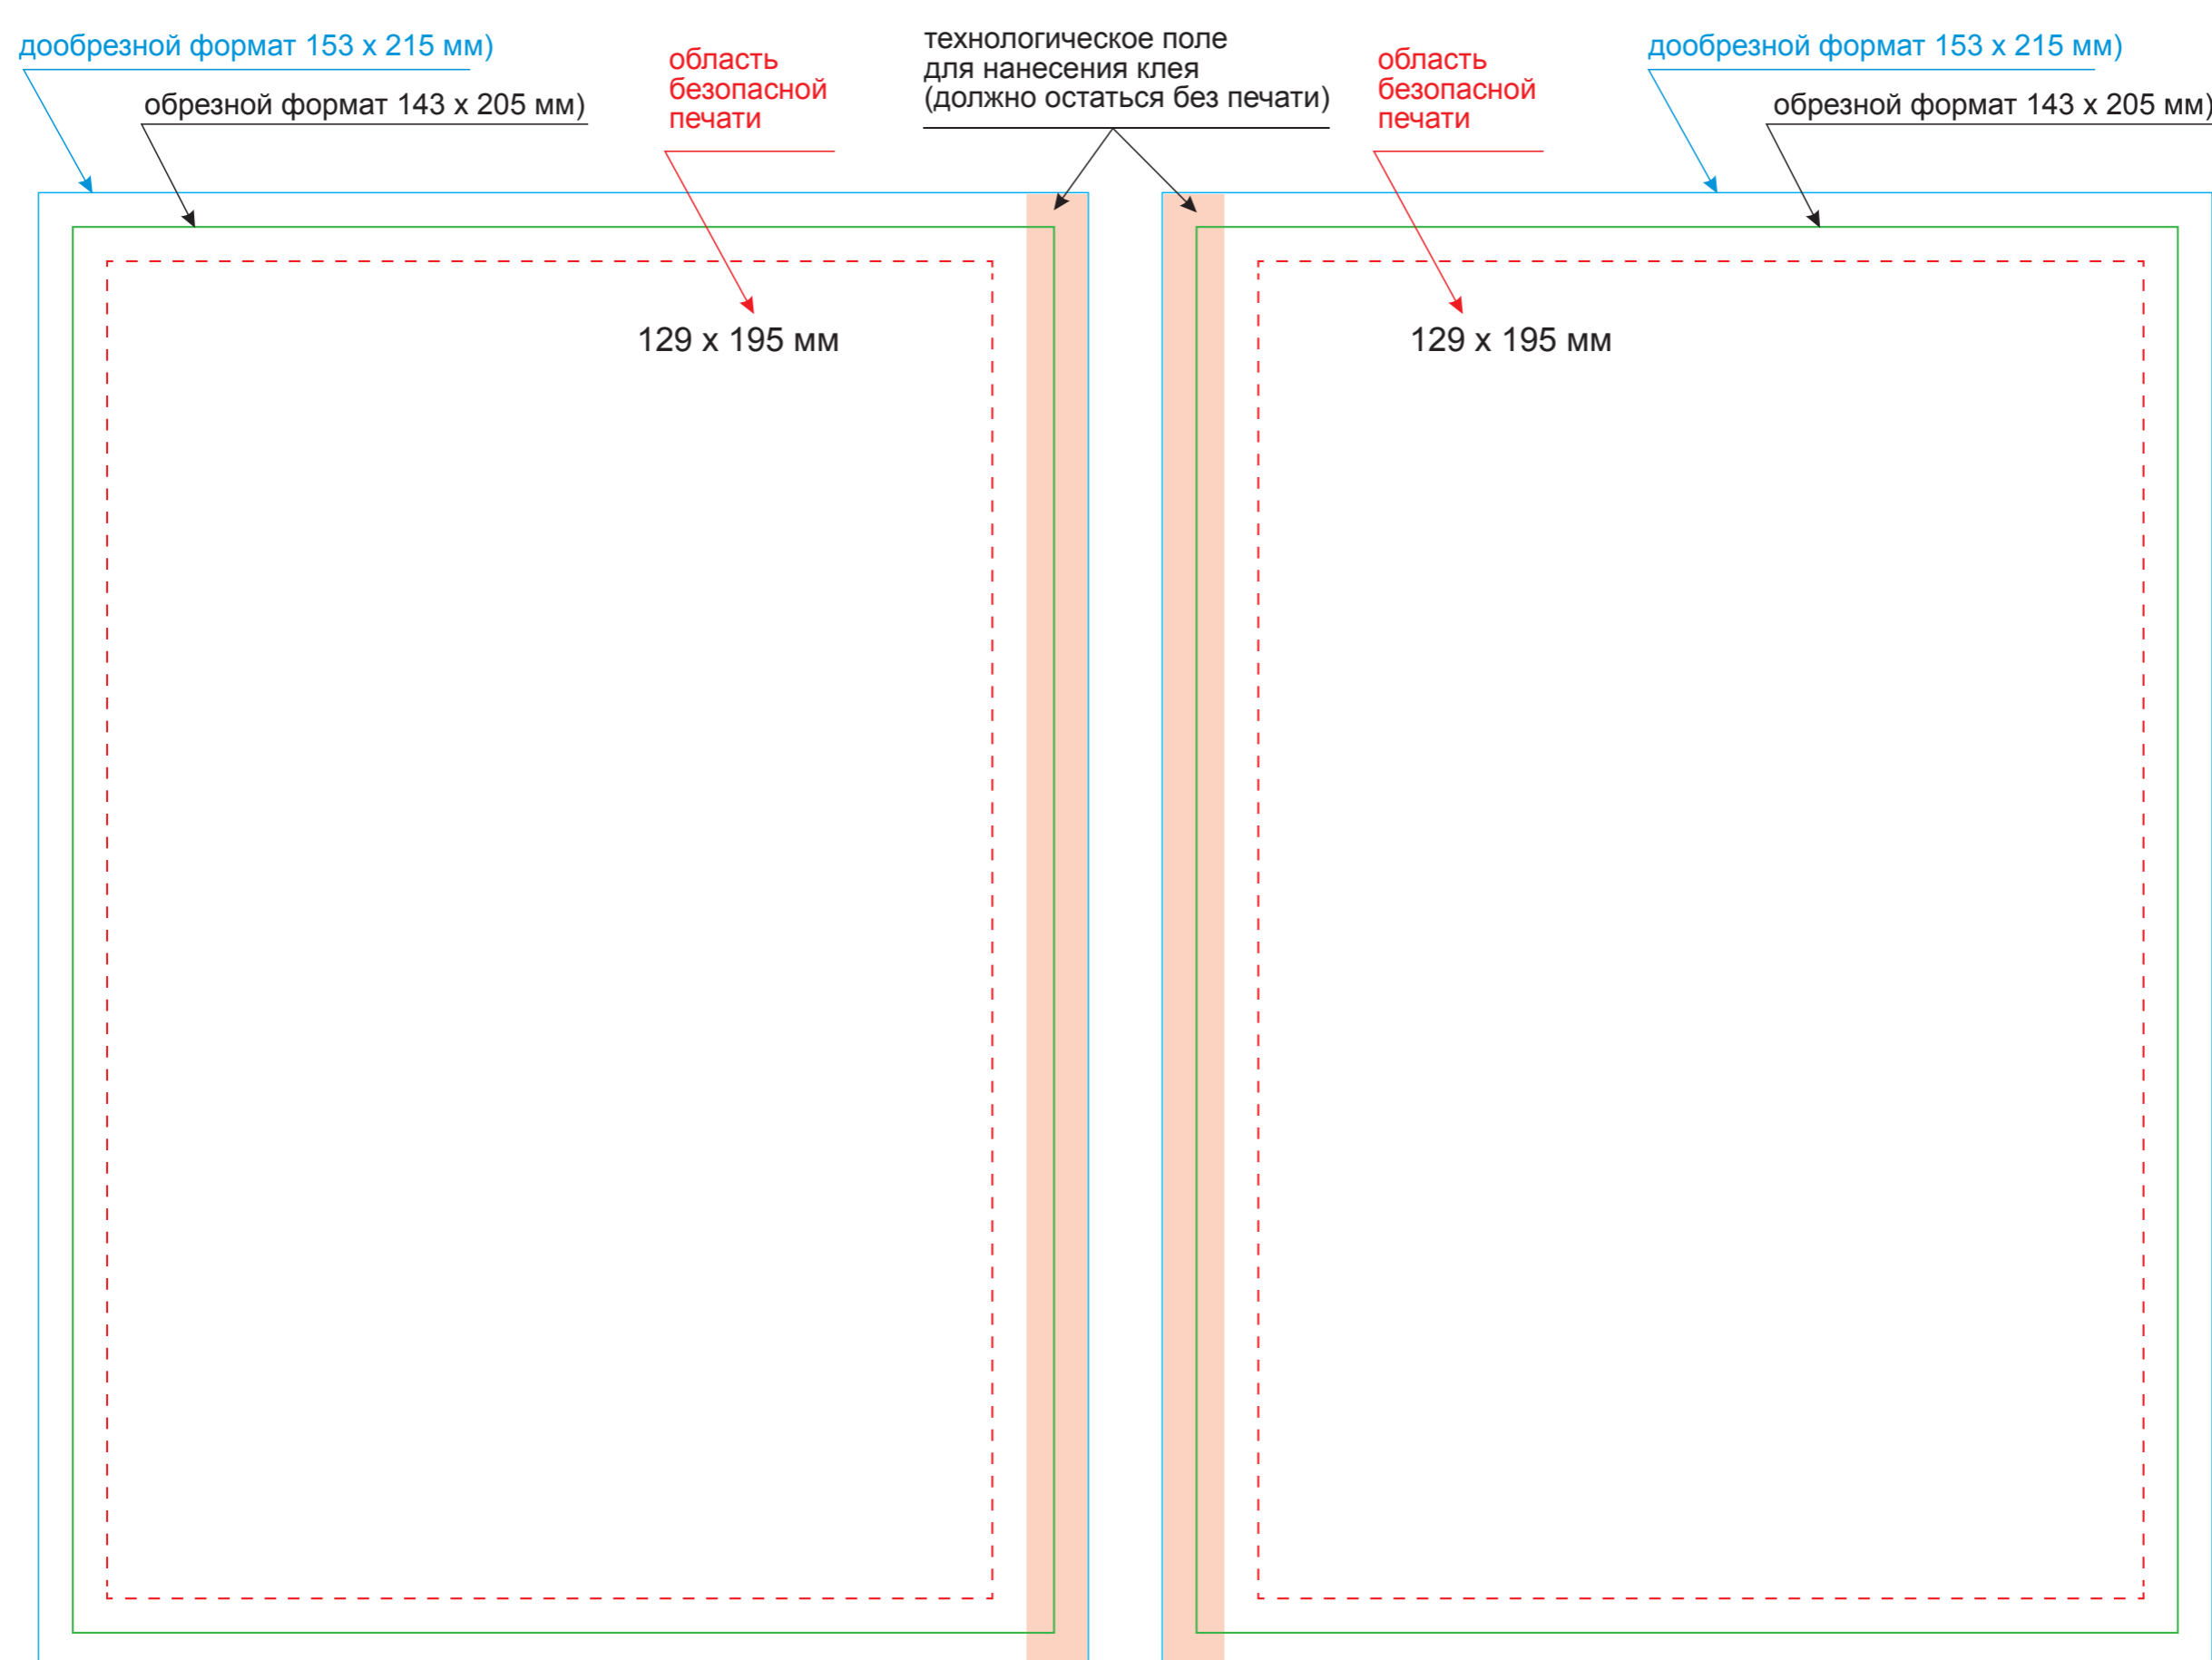 дообрезной формат 153 х 215 мм)
обрезной формат 143 х 205 мм)
область
безопасной
печати
технологическое поле
для нанесения клея
(должно остаться без печати)
область
безопасной
печати
дообрезной формат 153 х 215 мм)
обрезной формат 143 х 205 мм)
129 х 195 мм
129 х 195 мм